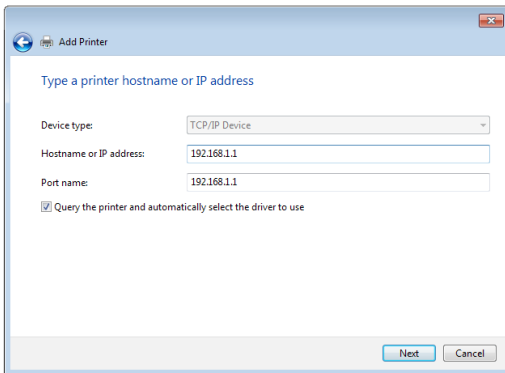 Add Printer
Type a printer hostname or IP address
Device type: TCP/IP Device
Hostname or IP address: 192.168.1.1
Port name: 192.168.1.1
Query the printer and automatically select the driver to use
Next Cancel